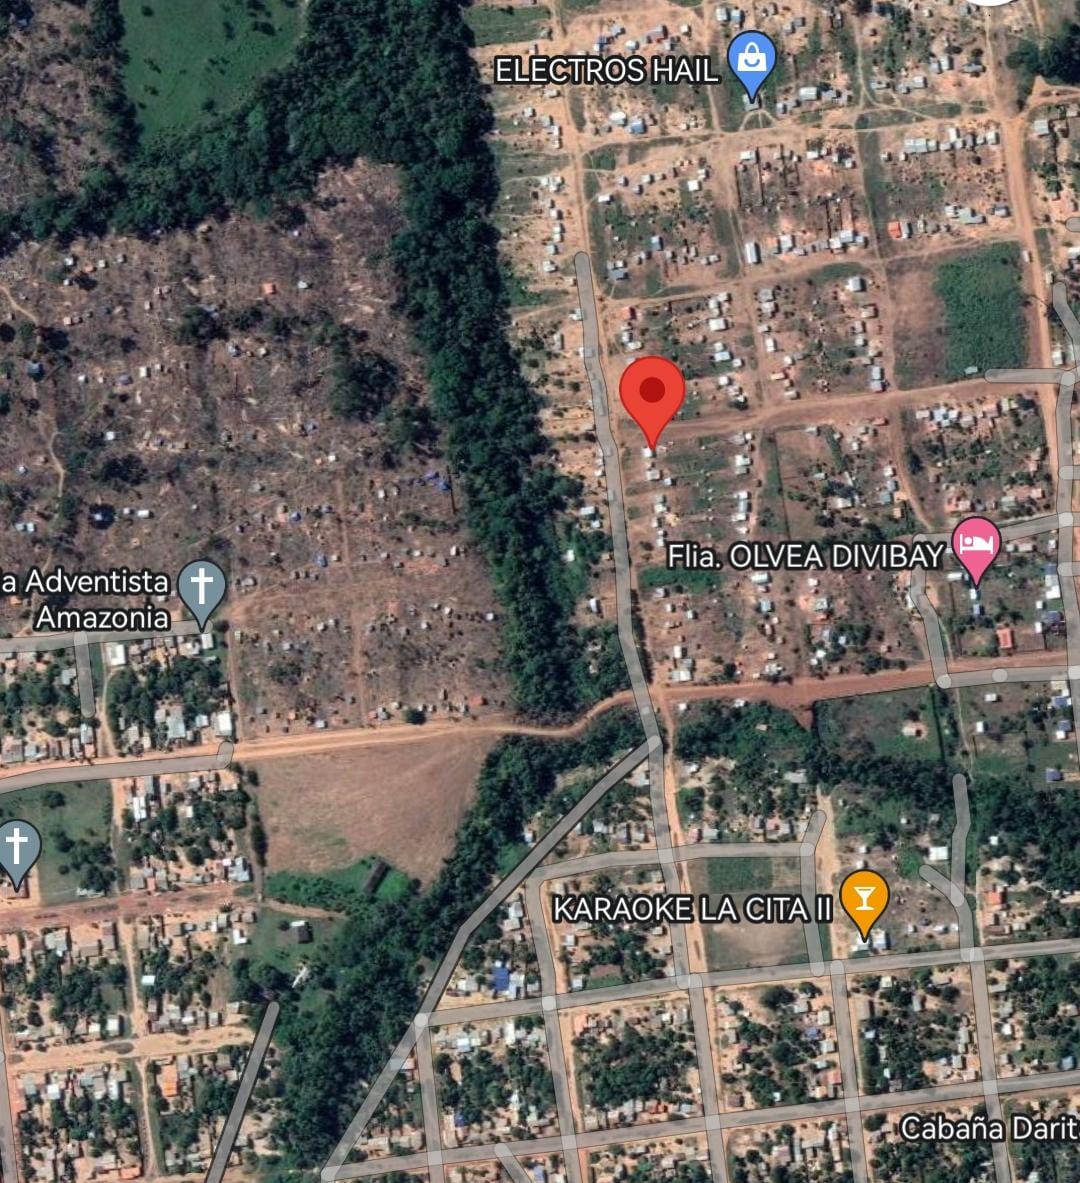 ELECTROS HAIL
Flia. OLVEA DIVIBAY
a Adventista
Amazonia
KARAOKE LA CITA II
Cabaña Darit